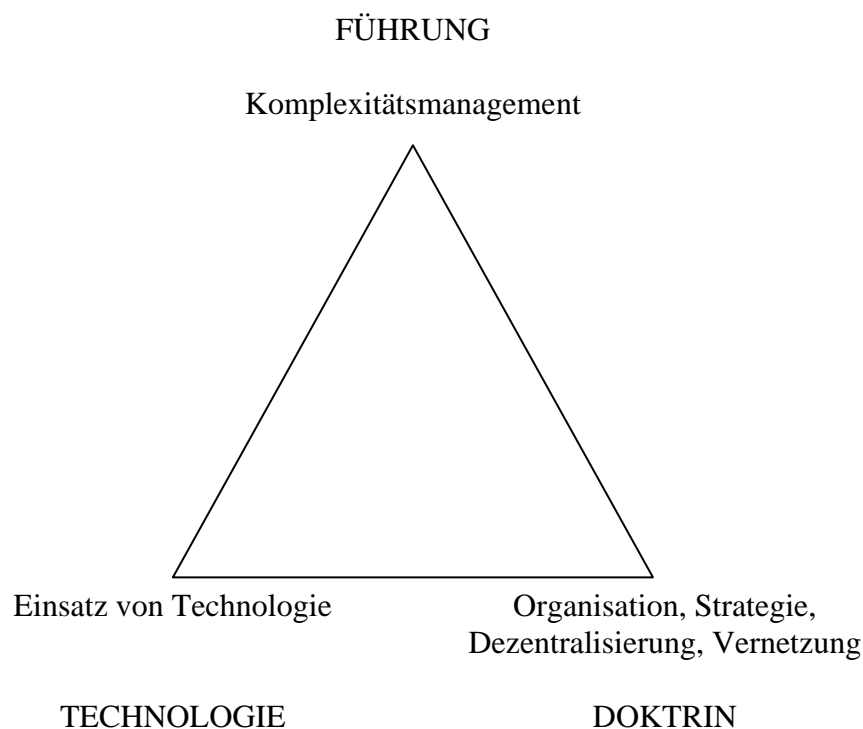 FÜHRUNG
Komplexitätsmanagement
Einsatz von Technologie
Organisation, Strategie,
Dezentralisierung, Vernetzung
TECHNOLOGIE
DOKTRIN